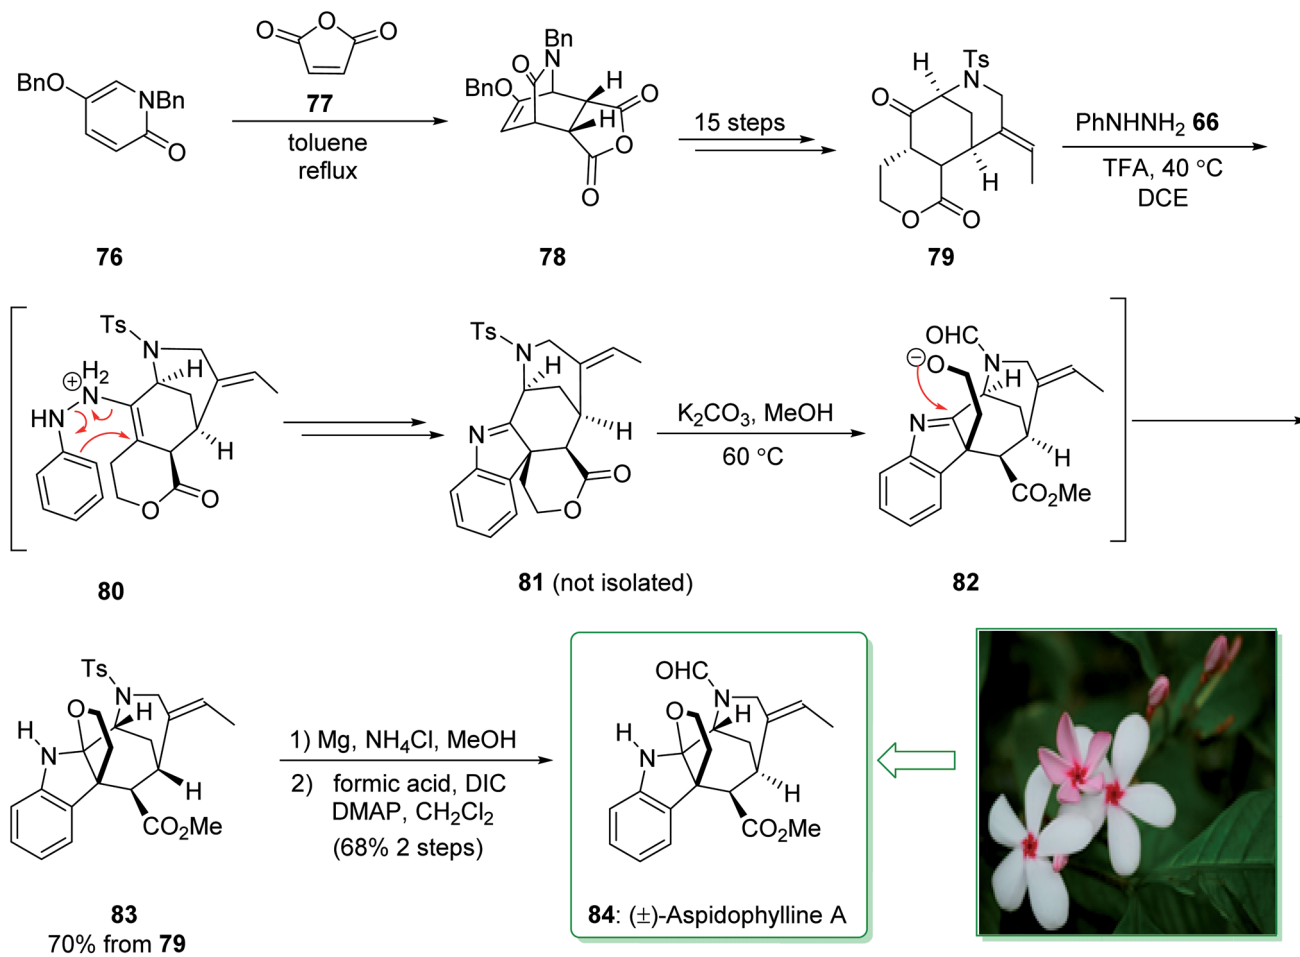 O
O
O
77
BnO
N
Bn
O
76
toluene
reflux
Bn
N
O
BnO
H
H
O
O
O
78
15 steps
Ts
N
H
O
H
O
O
79
PhNHNH2 66
TFA, 40 °C
DCE
Ts
N
H
H2
N
⊕
HN
H
O
O
80
Ts
N
H
N
H
O
O
81 (not isolated)
K2CO3, MeOH
60 °C
OHC
N
⊖
O
H
N
H
CO2Me
82
Ts
N
O
H
H
N
H
CO2Me
83
70% from 79
1) Mg, NH4Cl, MeOH
2) formic acid, DIC
DMAP, CH2Cl2
(68% 2 steps)
OHC
N
O
H
H
N
H
CO2Me
84: (±)-Aspidophylline A